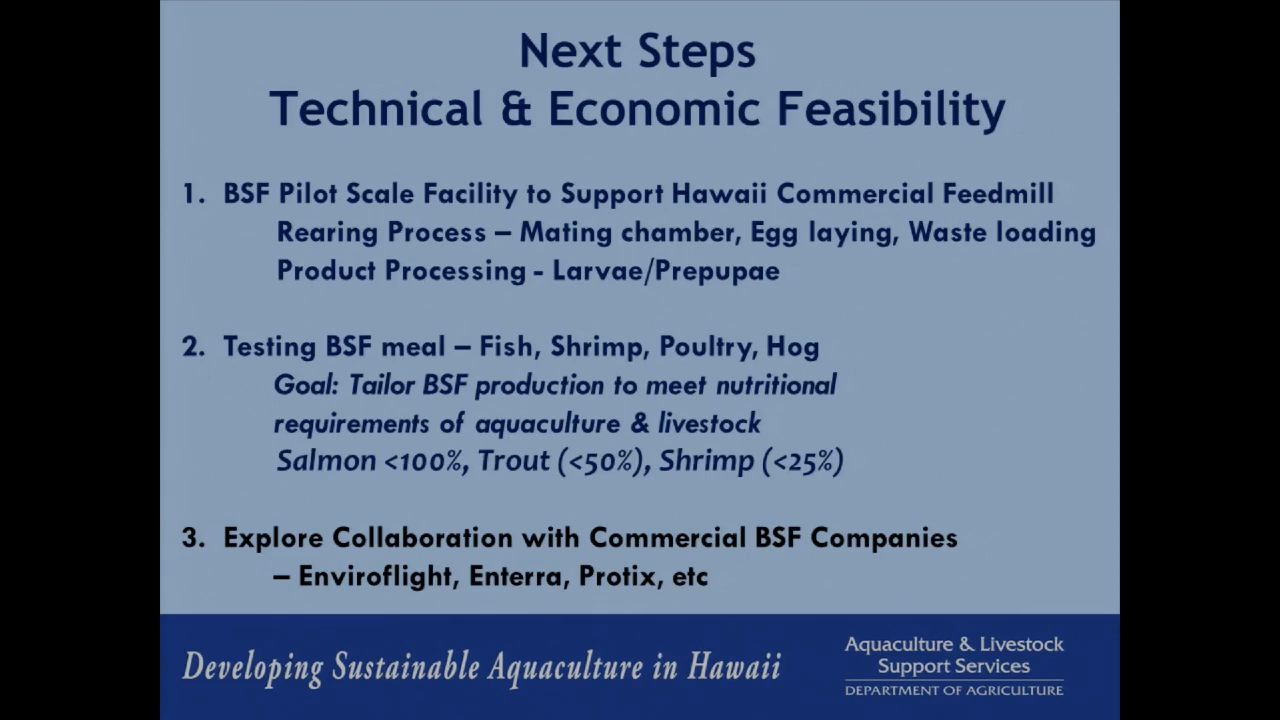 Next Steps
Technical & Economic Feasibility
1. BSF Pilot Scale Facility to Support Hawaii Commercial Feedmill
Rearing Process – Mating chamber, Egg laying, Waste loading
Product Processing - Larvae/Prepupae
2. Testing BSF meal – Fish, Shrimp, Poultry, Hog
Goal: Tailor BSF production to meet nutritional
requirements of aquaculture & livestock
Salmon <100%, Trout (<50%), Shrimp (<25%)
3. Explore Collaboration with Commercial BSF Companies
– Enviroflight, Enterra, Protix, etc
Developing Sustainable Aquaculture in Hawaii
Aquaculture & Livestock
Support Services
DEPARTMENT OF AGRICULTURE